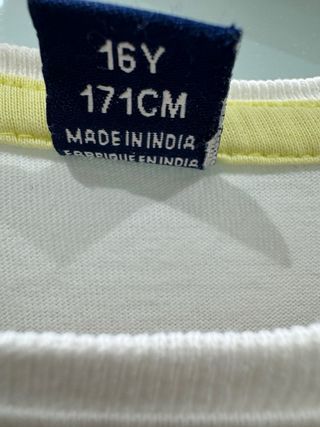 16Y
171CM
MADE IN INDIA
FABRIQUE EN INDIA